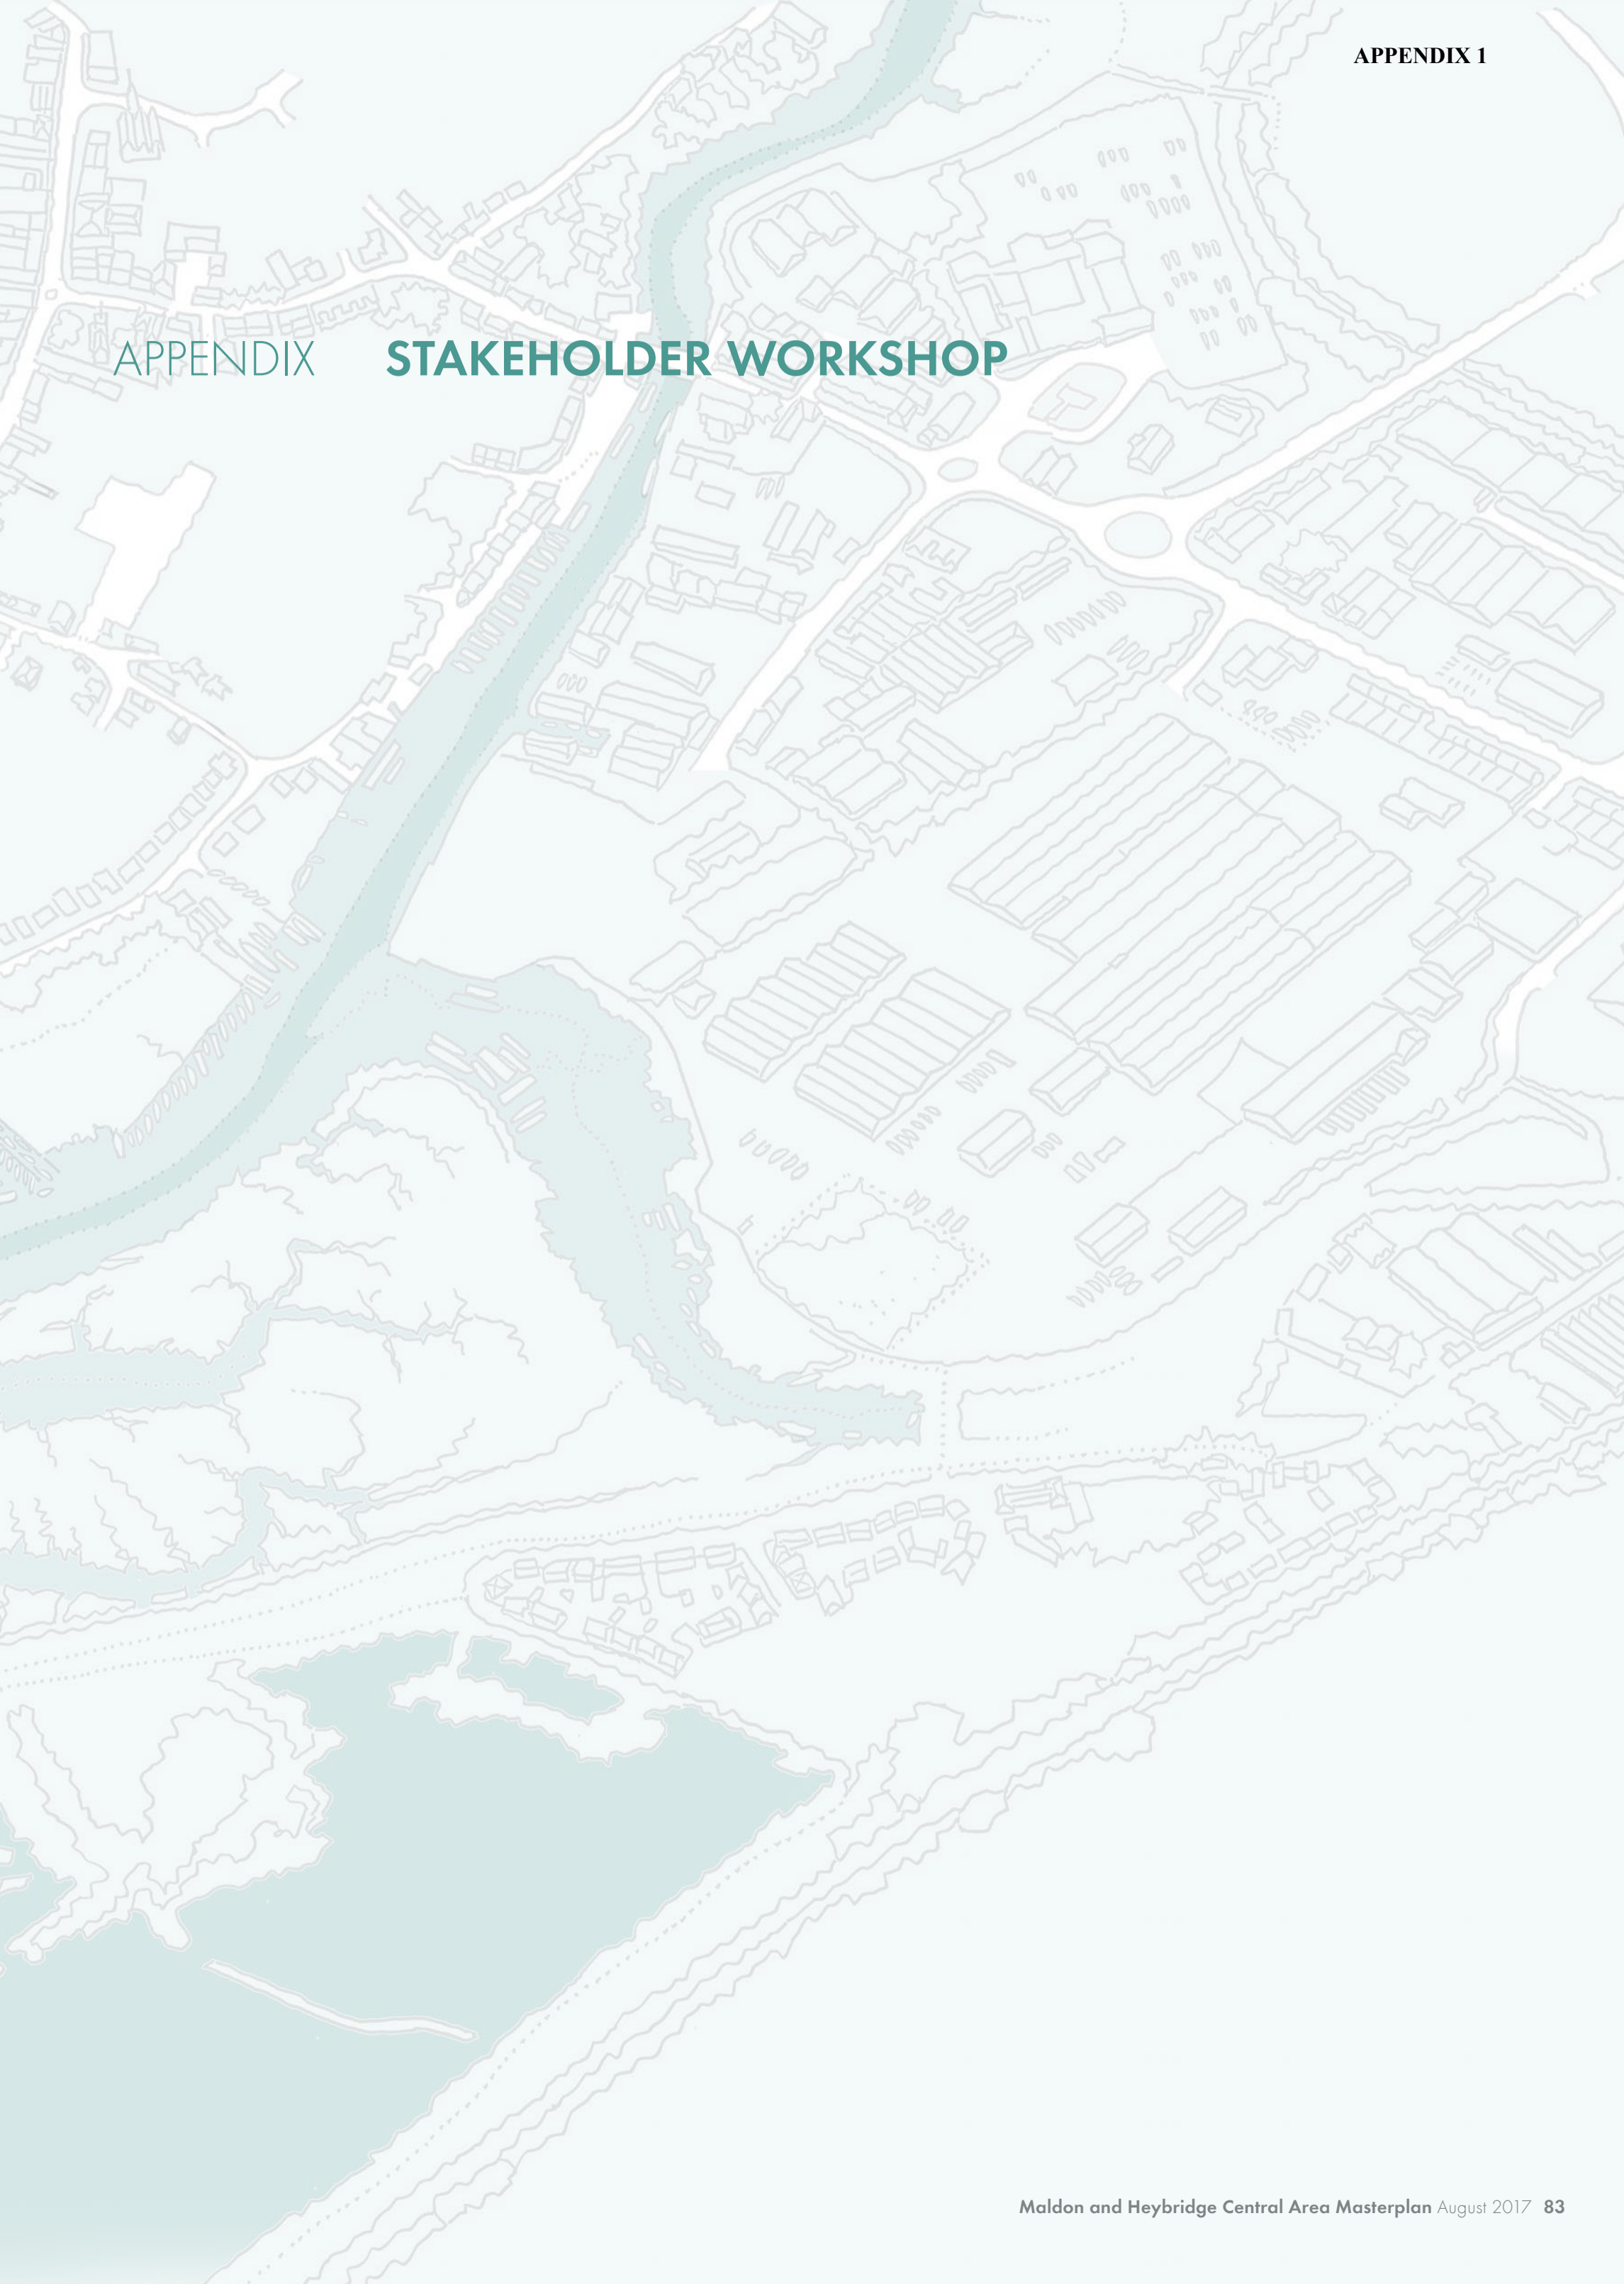 APPENDIX 1
APPENDIX STAKEHOLDER WORKSHOP
Maldon and Heybridge Central Area Masterplan August 2017 83